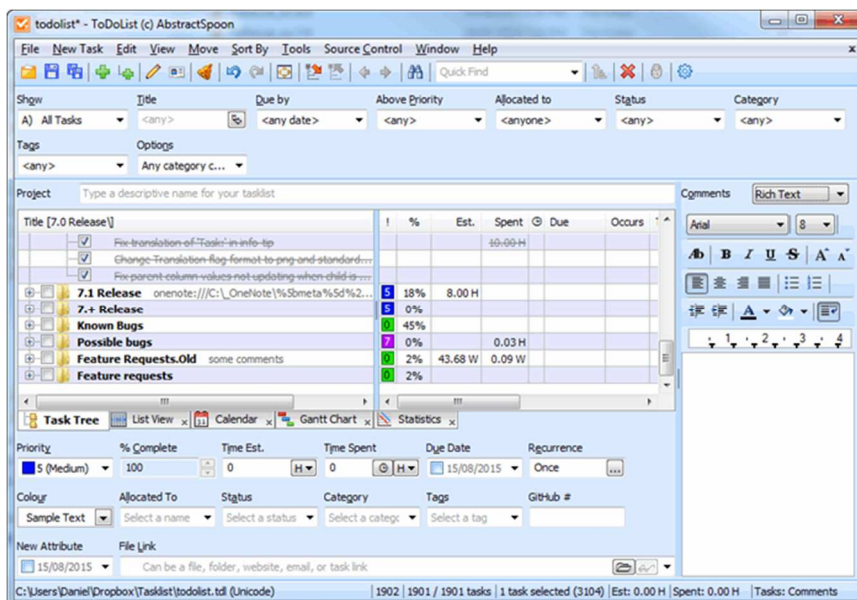 todolist* - ToDoList (c) AbstractSpoon
File New Task Edit View Move Sort By Tools Source Control Window Help x
Quick Find
Show Title Due by Above Priority Allocated to Status Category
A) All Tasks <any> <any date> <any> <anyone> <any> <any>
Tags Options
<any> Any category c...
Project Type a descriptive name for your tasklist Comments Rich Text
Title [7.0 Release\] ! % Est. Spent Due Occurs Arial 8
Fix translation of 'Tasks' in info-tip 10.00 H
Change Translation flag format to png and standard...
Fix parent column values not updating when child is ...
7.1 Release onenote:///C:\_OneNote\%5bmeta%5d%2... 5 18% 8.00 H
7.+ Release 5 0%
Known Bugs 0 45%
Possible bugs 7 0% 0.03 H
Feature Requests.Old some comments 0 2% 43.68 W 0.09 W
Feature requests 0 2%
Ab B I U S A A
A
1 2 3 4
Task Tree List View x Calendar x Gantt Chart x Statistics x
Priority % Complete Time Est. Time Spent Due Date Recurrence
5 (Medium) 100 0 H 0 H 15/08/2015 Once ...
Colour Allocated To Status Category Tags GitHub #
Sample Text Select a name Select a status Select a categc Select a tag
New Attribute File Link
15/08/2015 Can be a file, folder, website, email, or task link
C:\Users\Daniel\Dropbox\Tasklist\todolist.tdl (Unicode) 1902 1901 / 1901 tasks 1 task selected (3104) Est: 0.00 H Spent: 0.00 H Tasks: Comments